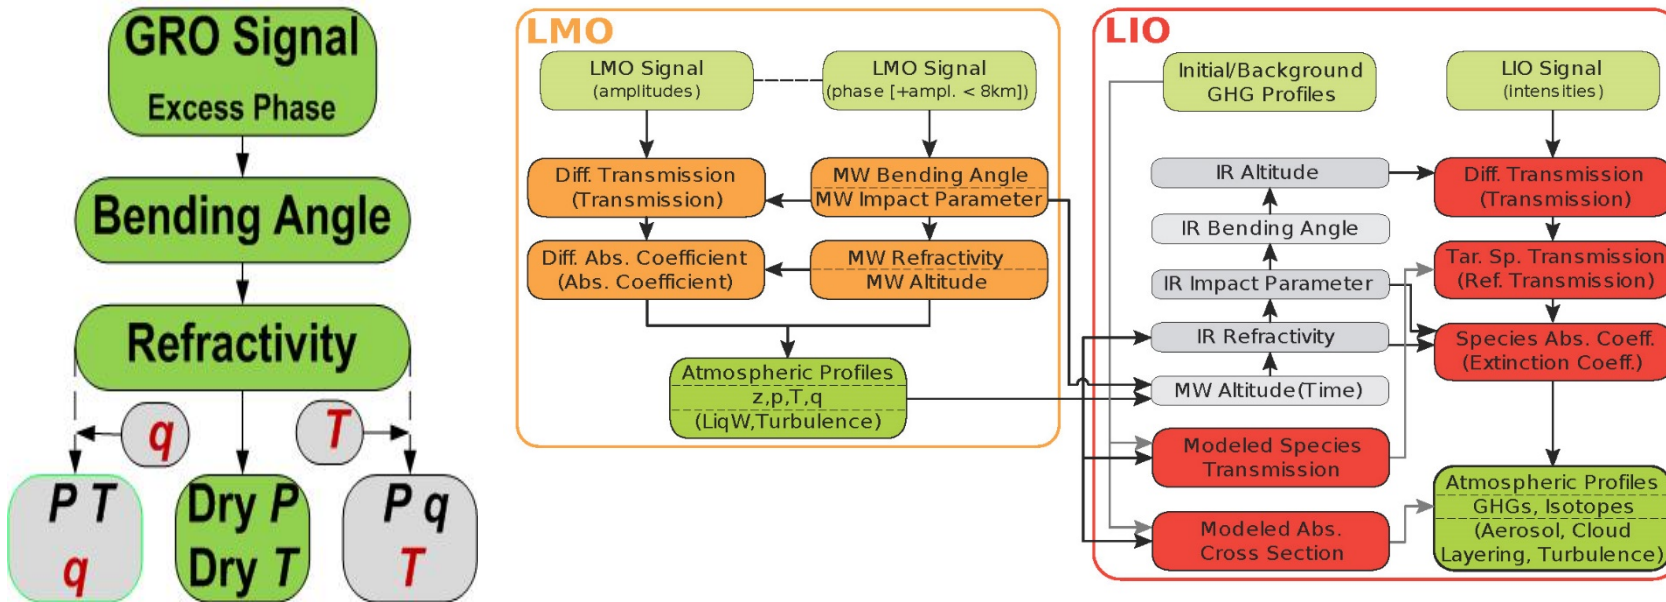 GRO Signal
Excess Phase
Bending Angle
Refractivity
q
T
P T
q
Dry P
Dry T
P q
T
LMO
LMO Signal
(amplitudes)
LMO Signal
(phase [+ampl. < 8km])
Diff. Transmission
(Transmission)
MW Bending Angle
MW Impact Parameter
Diff. Abs. Coefficient
(Abs. Coefficient)
MW Refractivity
MW Altitude
Atmospheric Profiles
z,p,T,q
(LiqW,Turbulence)
LIO
Initial/Background
GHG Profiles
LIO Signal
(intensities)
IR Altitude
IR Bending Angle
IR Impact Parameter
IR Refractivity
MW Altitude(Time)
Diff. Transmission
(Transmission)
Tar. Sp. Transmission
(Ref. Transmission)
Species Abs. Coeff.
(Extinction Coeff.)
Modeled Species
Transmission
Modeled Abs.
Cross Section
Atmospheric Profiles
GHGs, Isotopes
(Aerosol, Cloud
Layering, Turbulence)